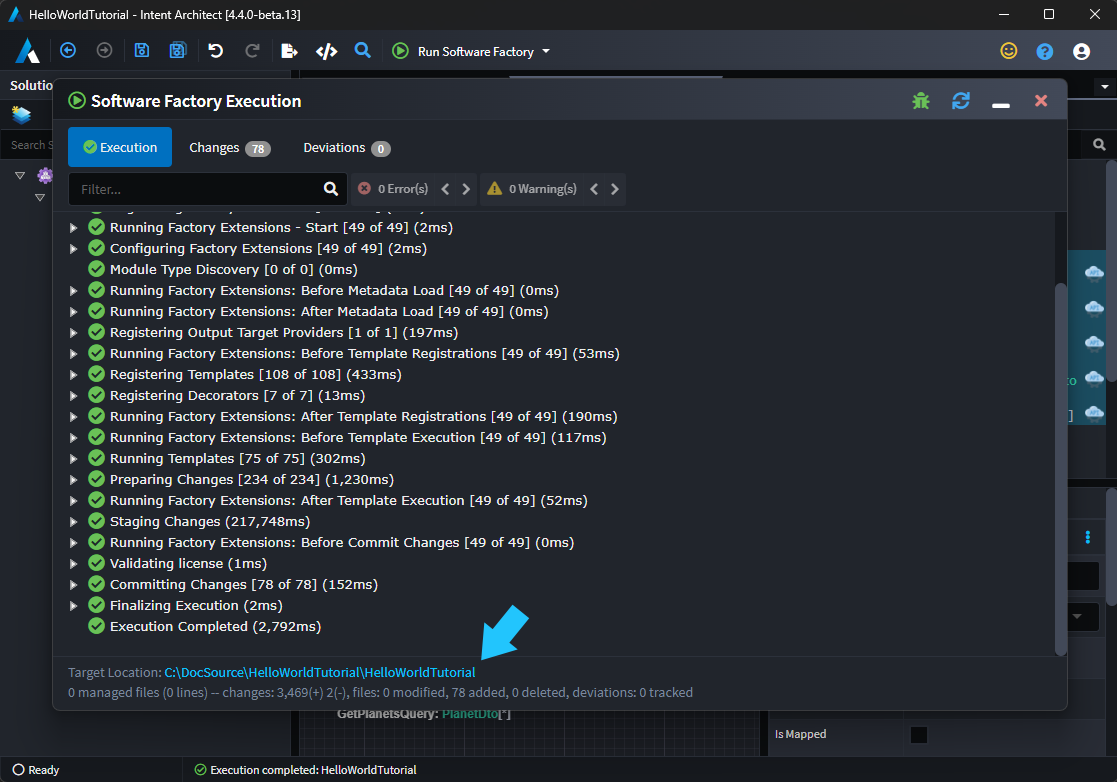 HelloWorldTutorial - Intent Architect [4.4.0-beta.13]
Run Software Factory
Solutio
Software Factory Execution
Execution
Changes 78
Deviations 0
Search S
Filter...
0 Error(s)
0 Warning(s)
Running Factory Extensions - Start [49 of 49] (2ms)
Configuring Factory Extensions [49 of 49] (2ms)
Module Type Discovery [0 of 0] (0ms)
Running Factory Extensions: Before Metadata Load [49 of 49] (0ms)
Running Factory Extensions: After Metadata Load [49 of 49] (0ms)
Registering Output Target Providers [1 of 1] (197ms)
Running Factory Extensions: Before Template Registrations [49 of 49] (53ms)
Registering Templates [108 of 108] (433ms)
to
Registering Decorators [7 of 7] (13ms)
Running Factory Extensions: After Template Registrations [49 of 49] (190ms)
]
Running Factory Extensions: Before Template Execution [49 of 49] (117ms)
Running Templates [75 of 75] (302ms)
Preparing Changes [234 of 234] (1,230ms)
Running Factory Extensions: After Template Execution [49 of 49] (52ms)
Staging Changes (217,748ms)
Running Factory Extensions: Before Commit Changes [49 of 49] (0ms)
Validating license (1ms)
Committing Changes [78 of 78] (152ms)
Finalizing Execution (2ms)
Execution Completed (2,792ms)
Target Location: C:\DocSource\HelloWorldTutorial\HelloWorldTutorial
0 managed files (0 lines) -- changes: 3,469(+) 2(-), files: 0 modified, 78 added, 0 deleted, deviations: 0 tracked
GetPlanetsQuery: PlanetDto[*]
Is Mapped
Ready
Execution completed: HelloWorldTutorial